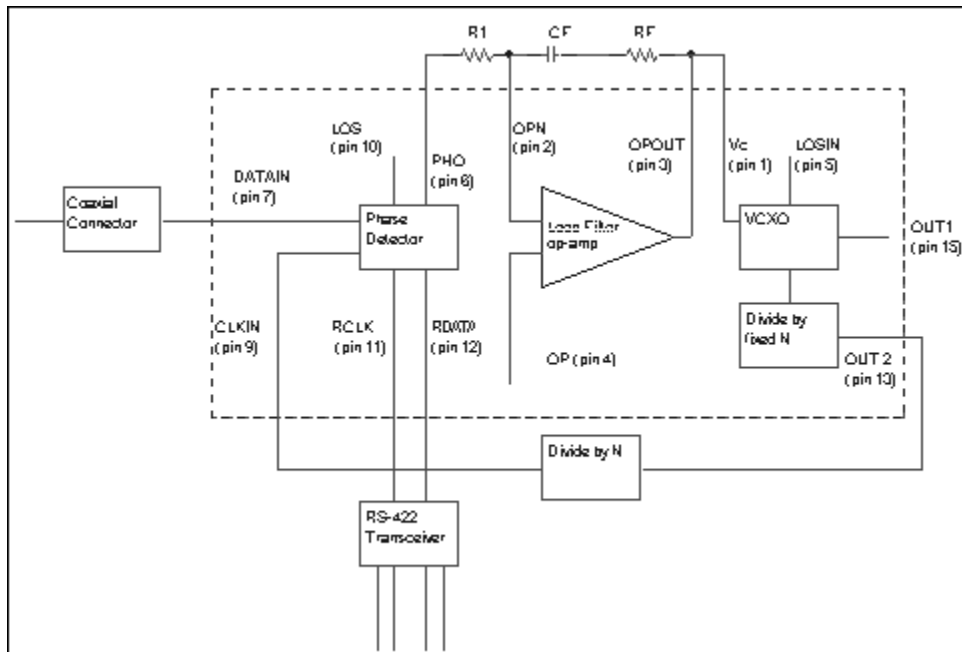 R1
CF
RF
LOS
(pin 10)
PHO
(pin 6)
OPN
(pin 2)
OPOUT
(pin 3)
Vc
(pin 1)
LOSIN
(pin 5)
DATAIN
(pin 7)
Coaxial
Connector
Phase
Detector
Loop Filter
op-amp
VCXO
OUT1
(pin 15)
CLKIN
(pin 9)
RCLK
(pin 11)
RDATA
(pin 12)
OP (pin 4)
Divide by
fixed N
OUT 2
(pin 13)
Divide by N
RS-422
Transceiver